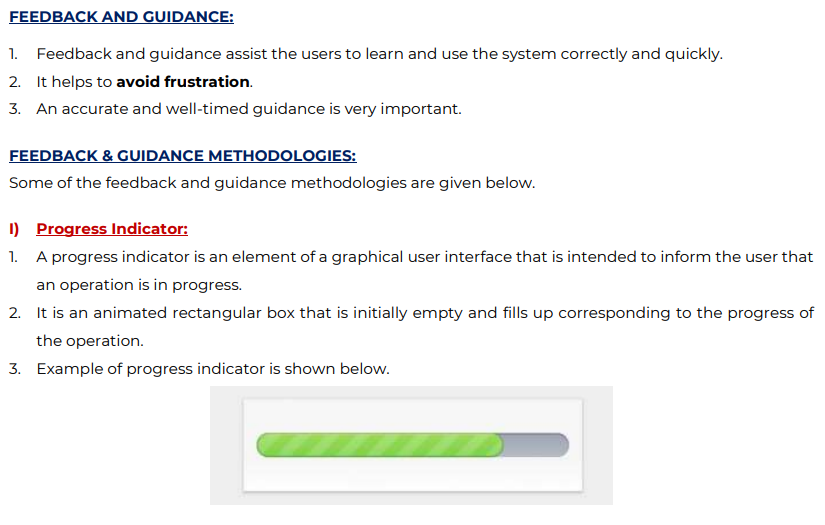 FEEDBACK AND GUIDANCE:
1. Feedback and guidance assist the users to learn and use the system correctly and quickly.
2. It helps to avoid frustration.
3. An accurate and well-timed guidance is very important.
FEEDBACK & GUIDANCE METHODOLOGIES:
Some of the feedback and guidance methodologies are given below.
I) Progress Indicator:
1. A progress indicator is an element of a graphical user interface that is intended to inform the user that
an operation is in progress.
2. It is an animated rectangular box that is initially empty and fills up corresponding to the progress of
the operation.
3. Example of progress indicator is shown below.